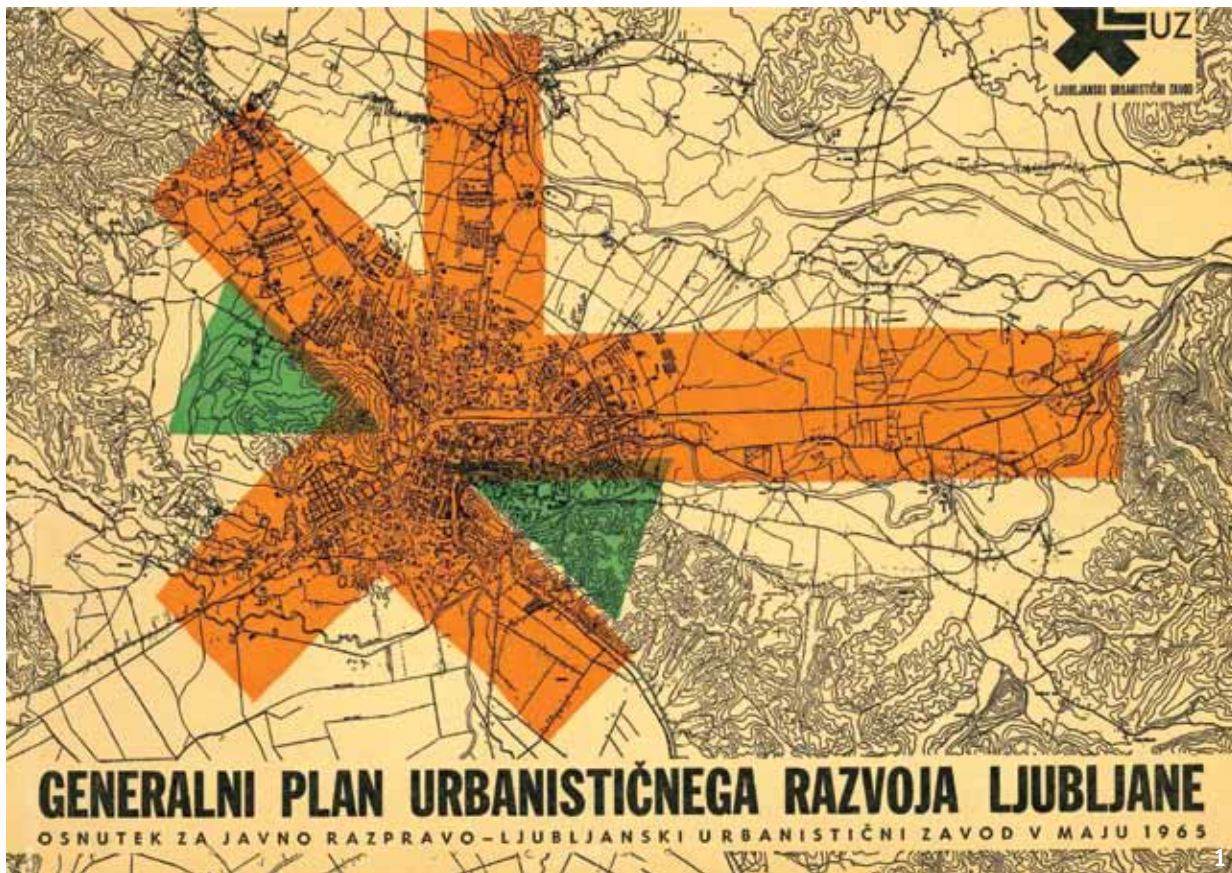 UZ
LJUBLJANSKI URBANISTIČNI ZAVOD
GENERALNI PLAN URBANISTIČNEGA RAZVOJA LJUBLJANE
OSNUTEK ZA JAVNO RAZPRAVO–LJUBLJANSKI URBANISTIČNI ZAVOD V MAJU 1965
1